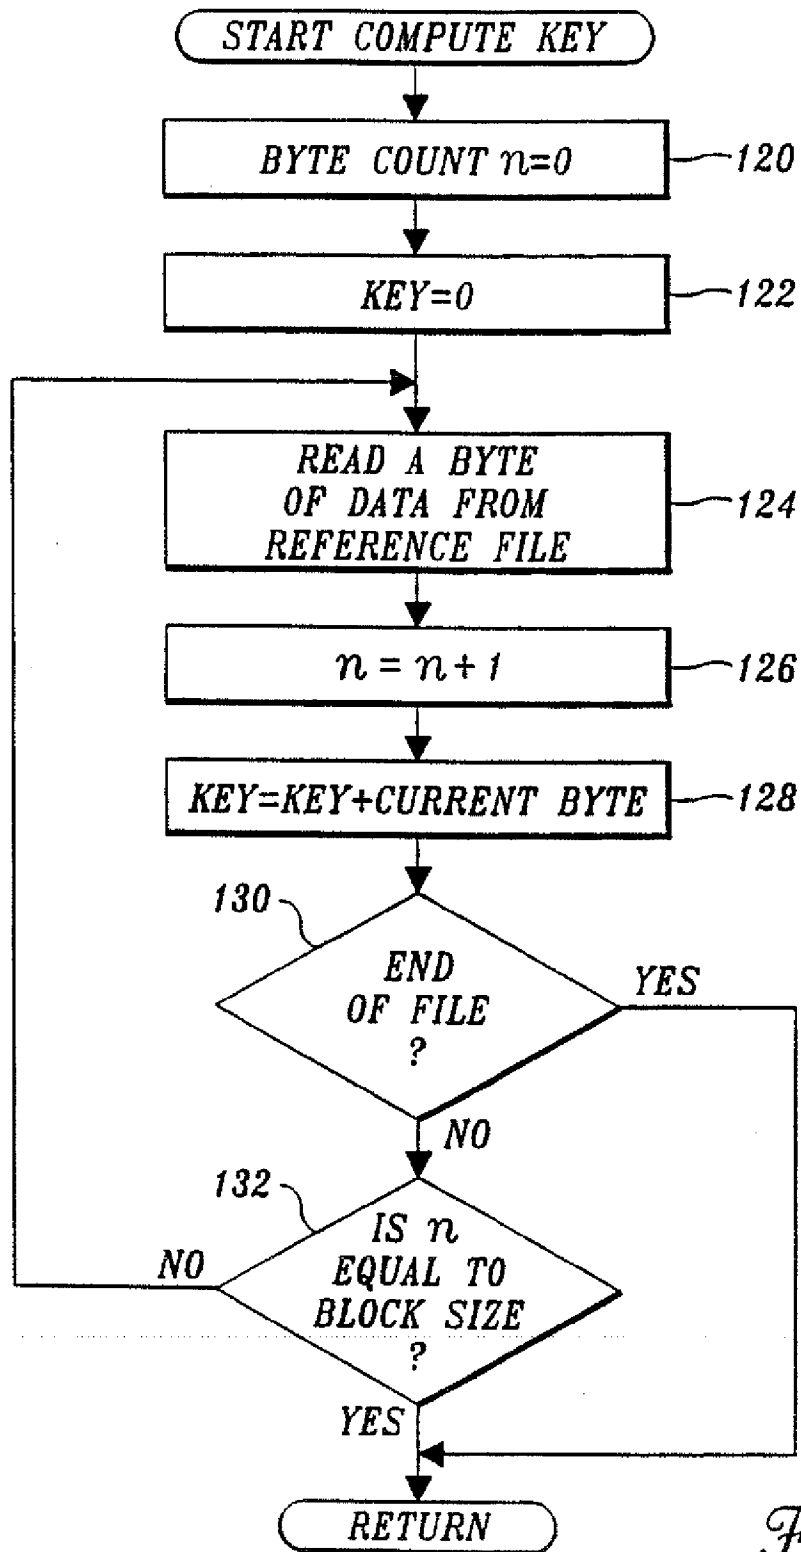 START COMPUTE KEY
BYTE COUNT n=0
120
KEY=0
122
READ A BYTE
OF DATA FROM
REFERENCE FILE
124
n = n + 1
126
KEY=KEY+CURRENT BYTE
128
130
END
OF FILE
?
YES
NO
132
IS n
EQUAL TO
BLOCK SIZE
?
NO
YES
RETURN